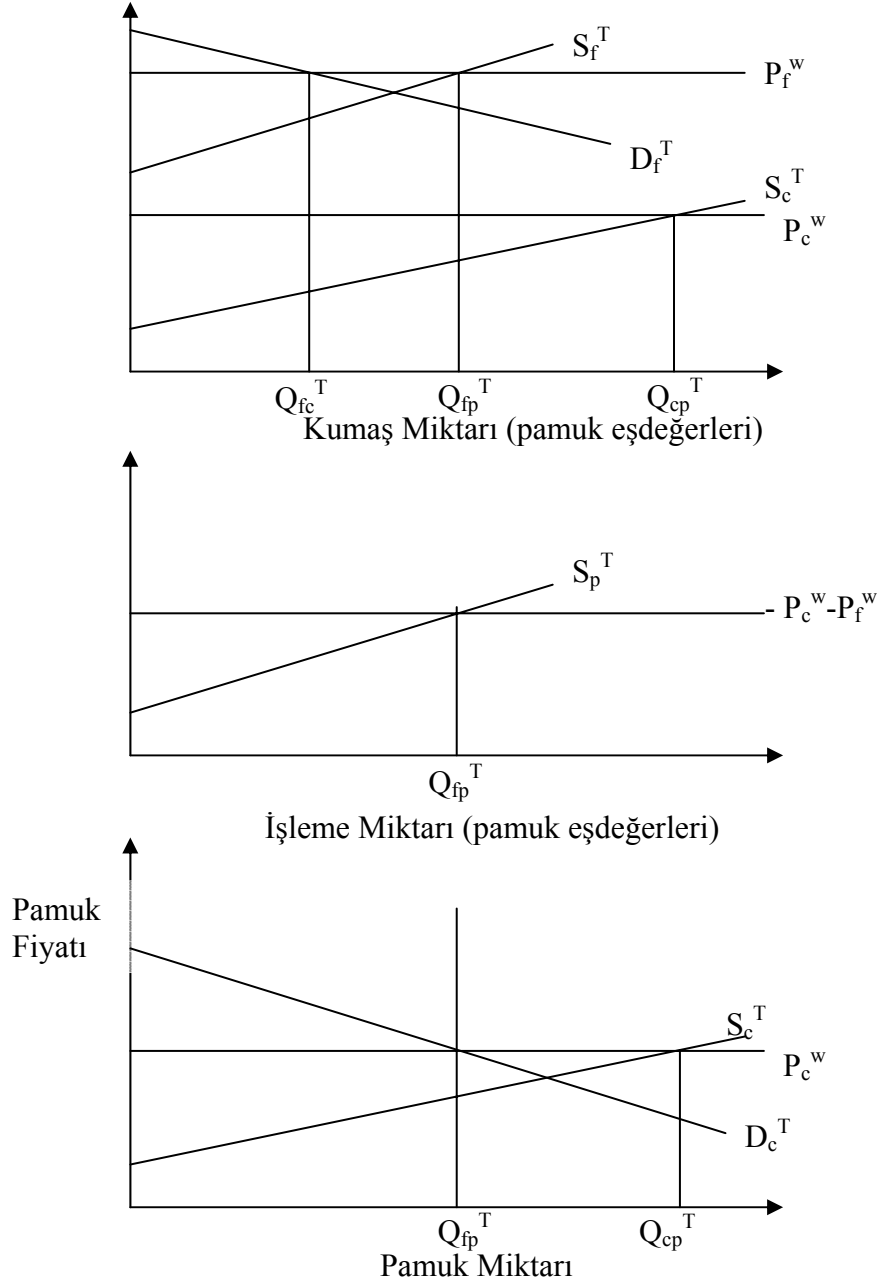 S_f^T
P_f^w
D_f^T
S_c^T
P_c^w
Q_fc^T Q_fp^T Q_cp^T
Kumaş Miktarı (pamuk eşdeğerleri)
S_p^T
- P_c^w-P_f^w
Q_fp^T
İşleme Miktarı (pamuk eşdeğerleri)
Pamuk
Fiyatı
S_c^T
P_c^w
D_c^T
Q_fp^T Q_cp^T
Pamuk Miktarı